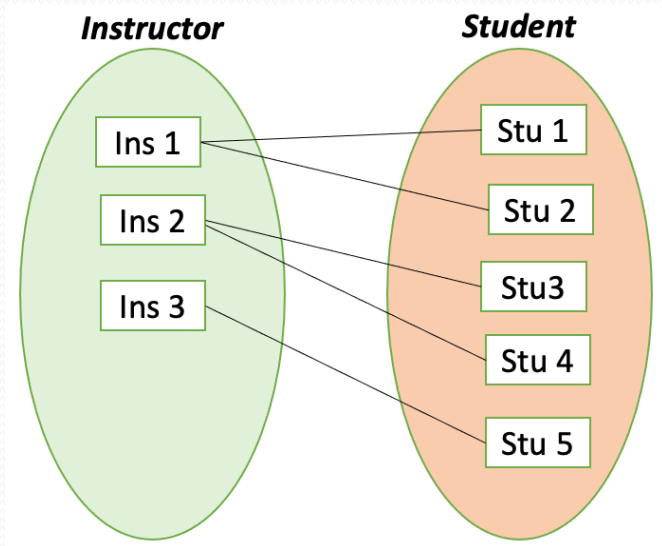 Instructor
Student
Ins 1
Ins 2
Ins 3
Stu 1
Stu 2
Stu3
Stu 4
Stu 5